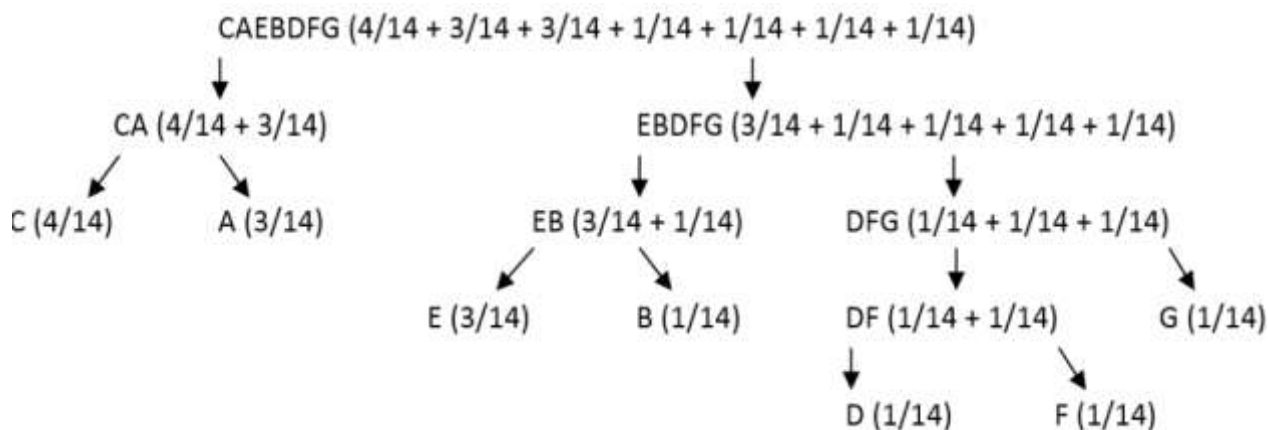 CAEBDFG (4/14 + 3/14 + 3/14 + 1/14 + 1/14 + 1/14 + 1/14)
CA (4/14 + 3/14)
EBDFG (3/14 + 1/14 + 1/14 + 1/14 + 1/14)
C (4/14)
A (3/14)
EB (3/14 + 1/14)
DFG (1/14 + 1/14 + 1/14)
E (3/14)
B (1/14)
DF (1/14 + 1/14)
G (1/14)
D (1/14)
F (1/14)